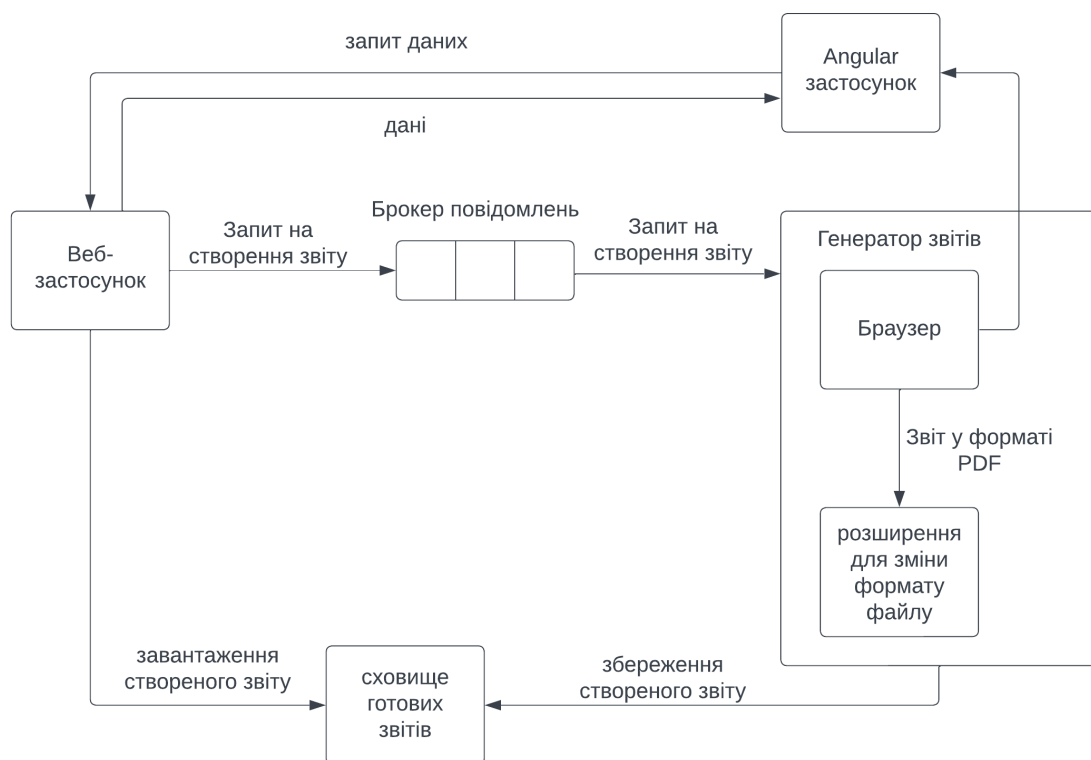 запит даних
Angular
застосунок
дані
Брокер повідомлень
Запит на
створення звіту
Запит на
створення звіту
Веб-
застосунок
Генератор звітів
Браузер
Звіт у форматі
PDF
розширення
для зміни
формату
файлу
завантаження
створеного звіту
сховище
готових
звітів
збереження
створеного звіту